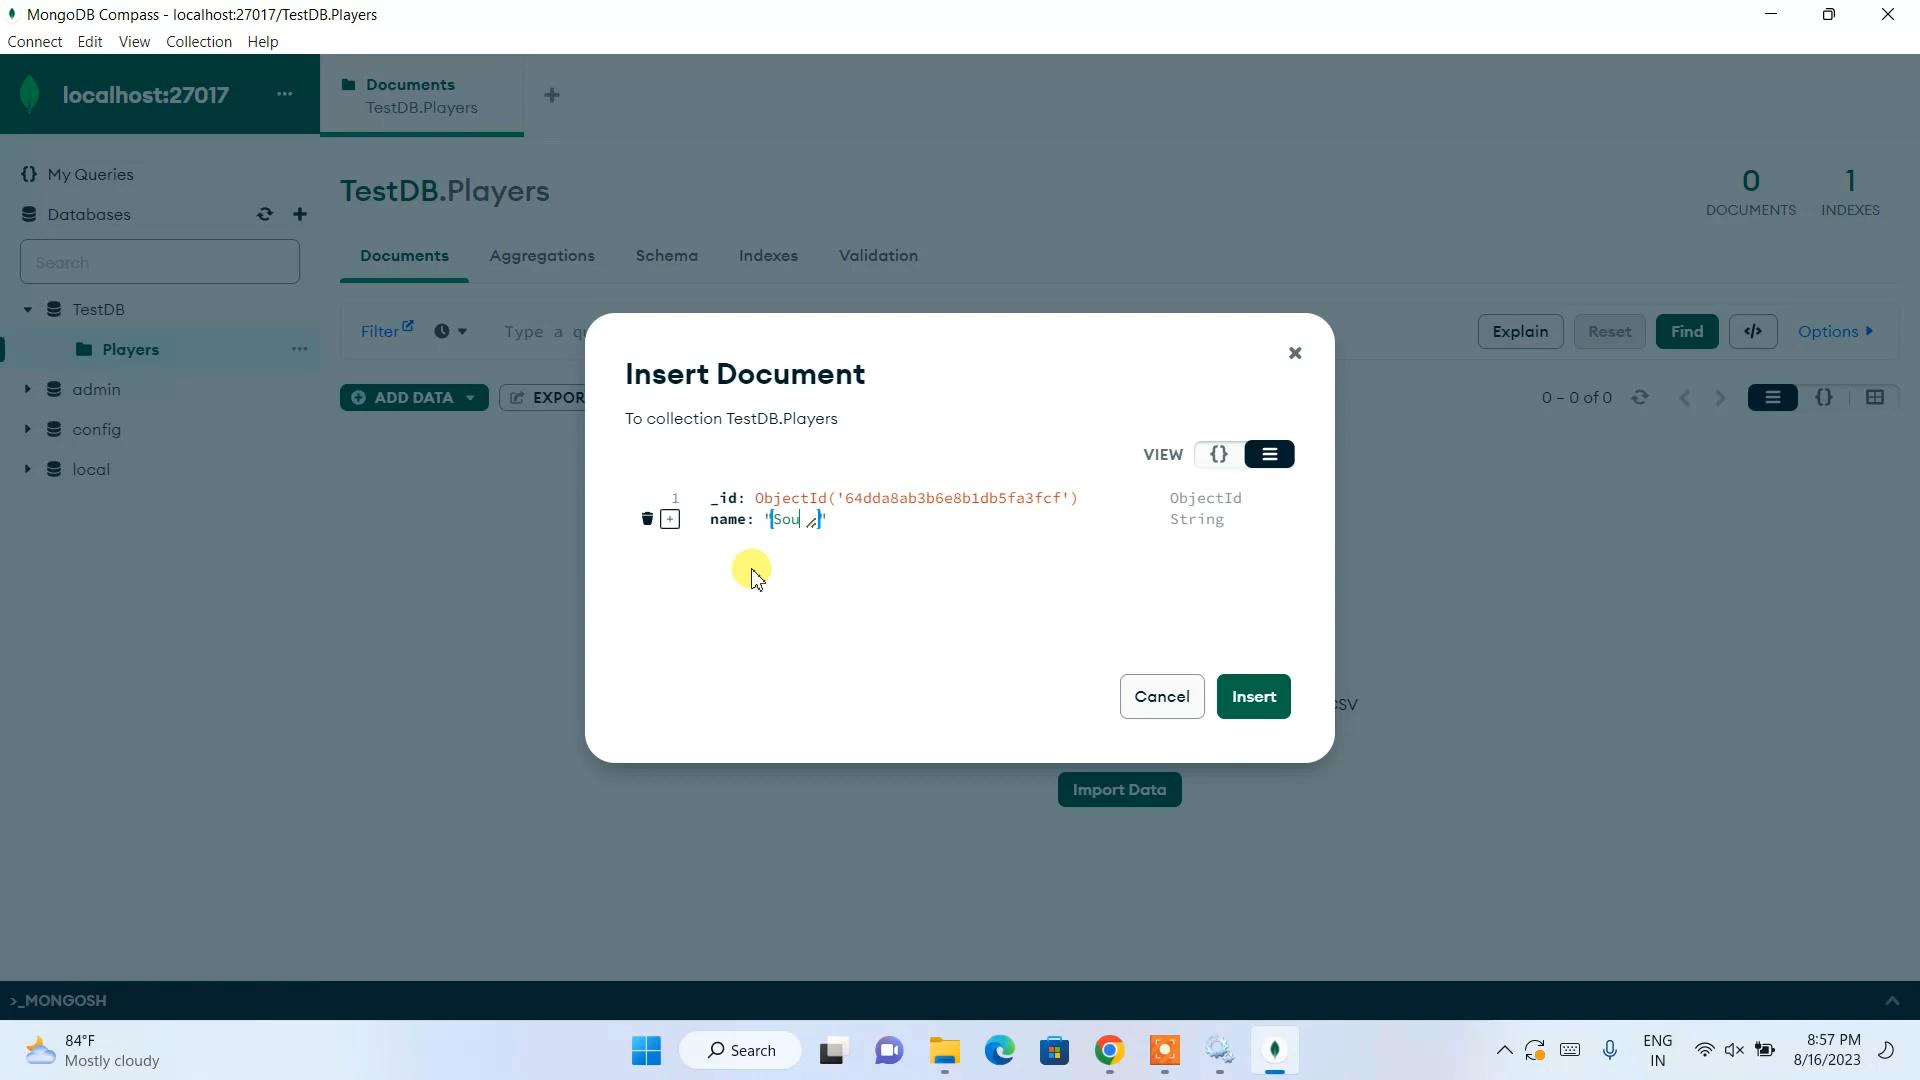 MongoDB Compass - localhost:27017/TestDB.Players
Connect Edit View Collection Help
localhost:27017 ...
Documents
TestDB.Players
+
{} My Queries
Databases
Search
TestDB
Players ...
admin
config
local
TestDB.Players
0
DOCUMENTS
1
INDEXES
Documents Aggregations Schema Indexes Validation
Filter Type a qu Explain Reset Find </> Options
ADD DATA EXPOR 0 – 0 of 0 {}
Insert Document
To collection TestDB.Players
VIEW {}
1 _id: ObjectId('64dda8ab3b6e8b1db5fa3fcf') ObjectId
name: "Sou" String
Cancel Insert
CSV
Import Data
>_MONGOSH
84°F
Mostly cloudy
Search
ENG
IN
8:57 PM
8/16/2023